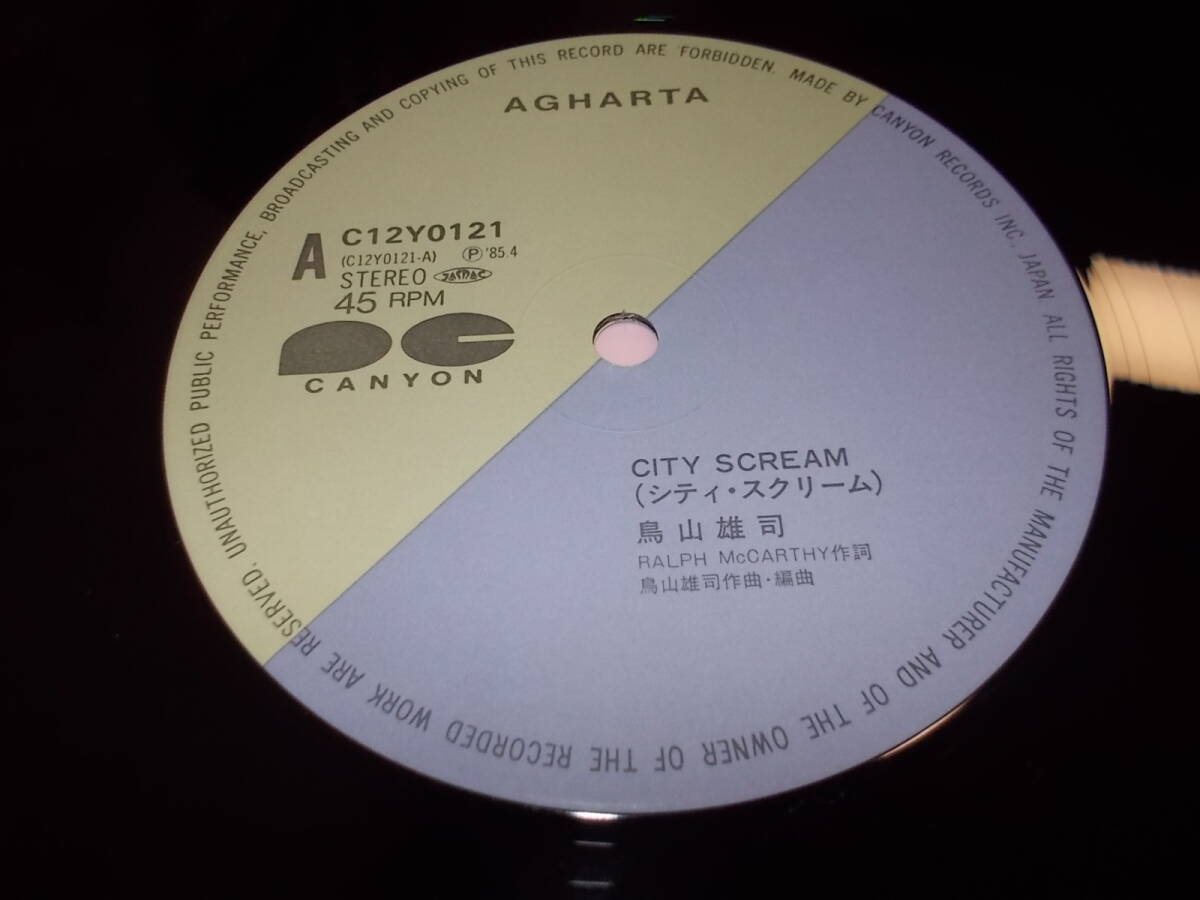 AGHARTA
A
C12Y0121
(C12Y0121-A) Ⓟ'85.4
STEREO JASRAC
45 RPM
CANYON
CITY SCREAM
(シティ・スクリーム)
鳥山雄司
RALPH McCARTHY作詞
鳥山雄司作曲・編曲
MADE BY CANYON RECORDS INC., JAPAN. ALL RIGHTS OF THE MANUFACTURER AND OF THE OWNER OF THE RECORDED WORK ARE RESERVED. UNAUTHORIZED PUBLIC PERFORMANCE, BROADCASTING AND COPYING OF THIS RECORD ARE FORBIDDEN.